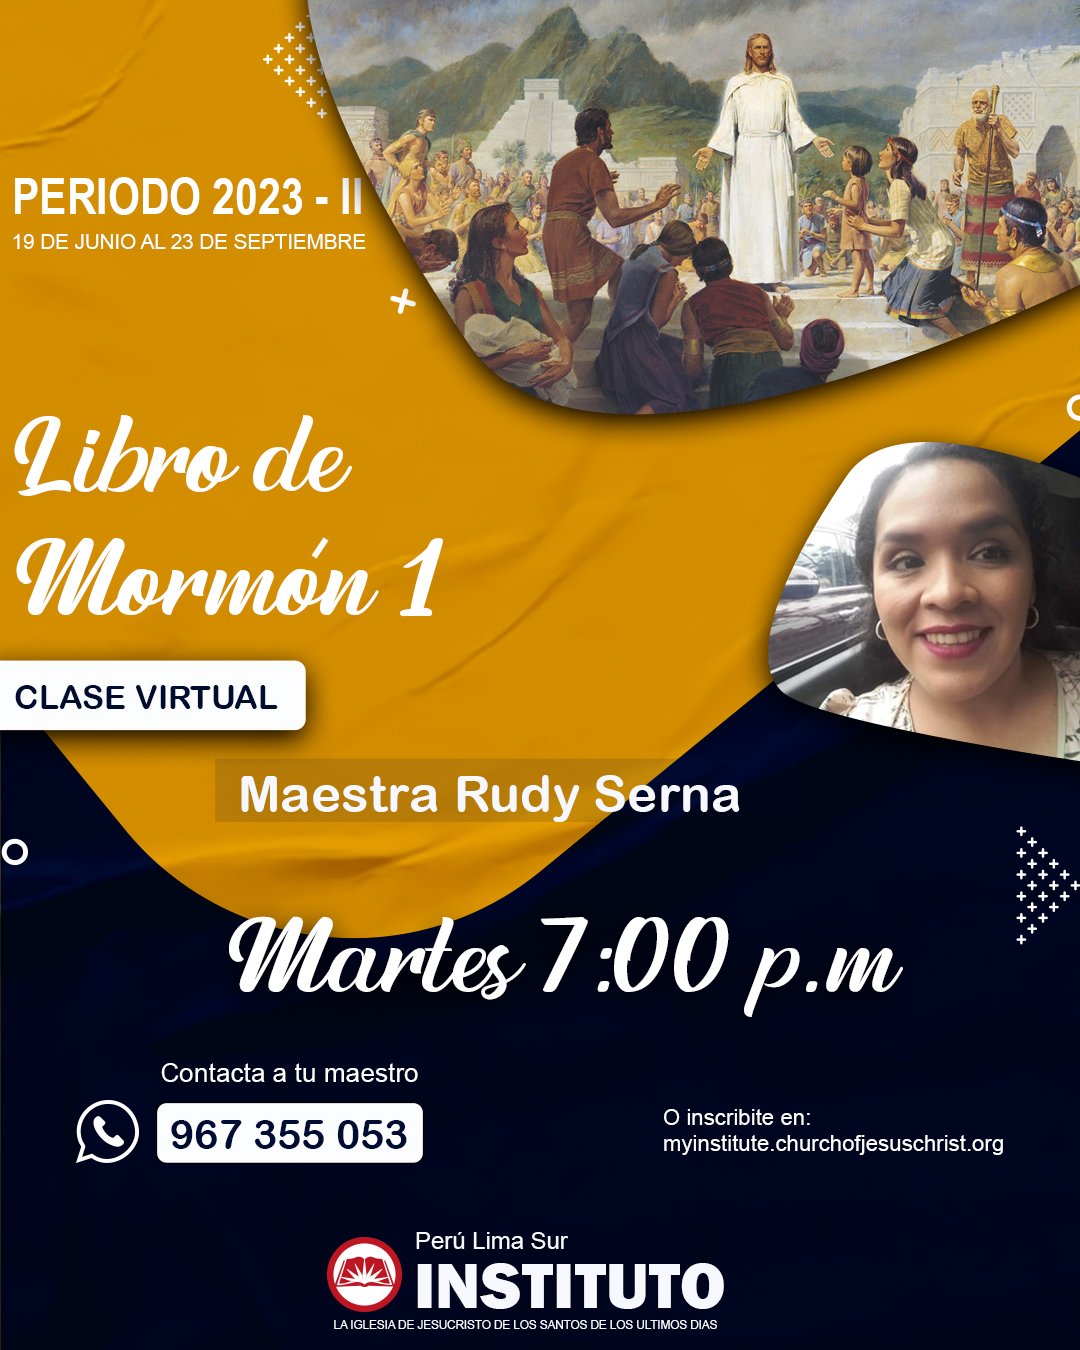 PERIODO 2023 - II
19 DE JUNIO AL 23 DE SEPTIEMBRE
Libro de
Mormón 1
CLASE VIRTUAL
Maestra Rudy Serna
Martes 7:00 p.m
Contacta a tu maestro
967 355 053
O inscribite en:
myinstitute.churchofjesuschrist.org
Perú Lima Sur
INSTITUTO
LA IGLESIA DE JESUCRISTO DE LOS SANTOS DE LOS ULTIMOS DIAS